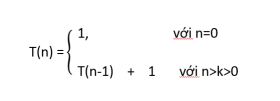 1, với n=0
T(n) =
T(n-1) + 1 với n>k>0